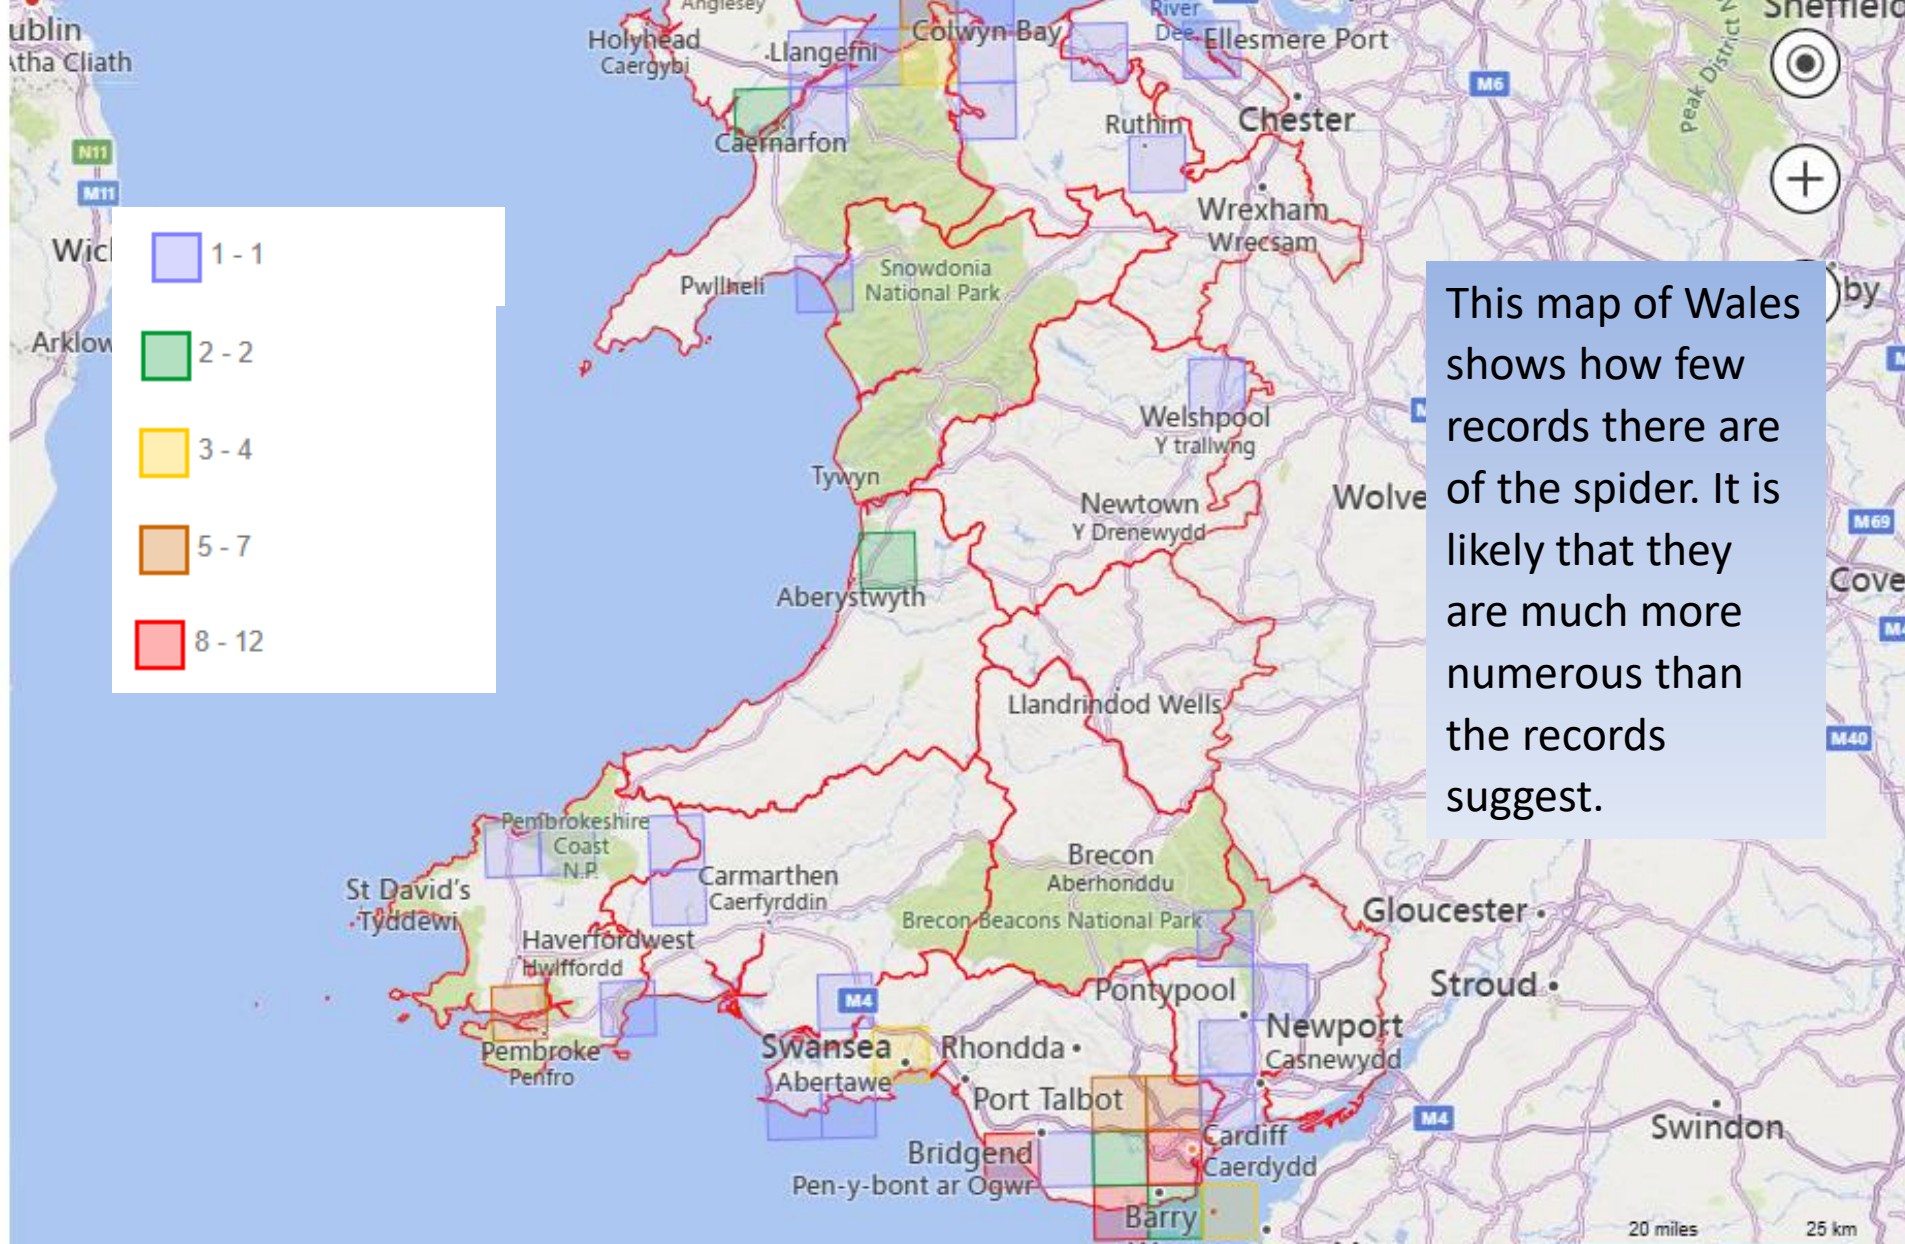 Anglesey
River
Dee
Sheffield
ublin
Atha Cliath
Holyhead
Caergybi
Llangefni
Colwyn Bay
Ellesmere Port
M6
Peak District N
N11
M11
Caernarfon
Ruthin
Chester
Wrexham
Wrecsam
Wicl
1 - 1
2 - 2
3 - 4
5 - 7
8 - 12
Arklow
Pwllheli
Snowdonia
National Park
by
This map of Wales
shows how few
records there are
of the spider. It is
likely that they
are much more
numerous than
the records
suggest.
Welshpool
Y trallwng
Tywyn
Newtown
Y Drenewydd
Wolve
M69
Cove
Aberystwyth
Llandrindod Wells
M40
Pembrokeshire
Coast
N.P.
St David's
Tyddewi
Carmarthen
Caerfyrddin
Brecon
Aberhonddu
Brecon Beacons National Park
Gloucester
Haverfordwest
Hwlffordd
M4
Pontypool
Stroud
Pembroke
Penfro
Swansea
Abertawe
Rhondda
Newport
Casnewydd
Port Talbot
M4
Swindon
Bridgend
Pen-y-bont ar Ogwr
Cardiff
Caerdydd
Barry
20 miles
25 km